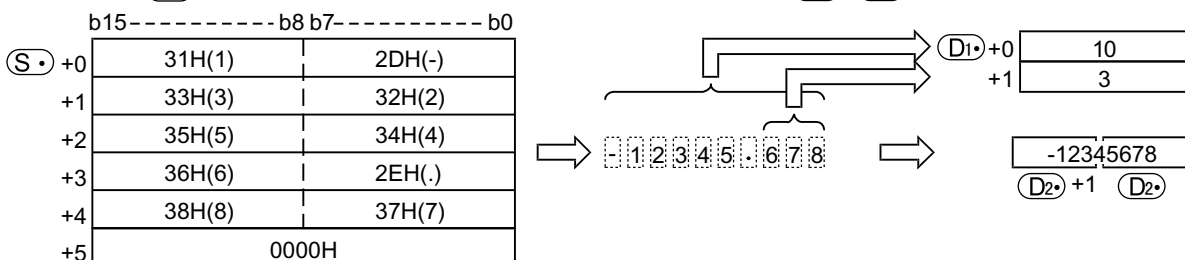 b15 b8 b7 b0
S• +0 31H(1) 2DH(-)
+1 33H(3) 32H(2)
+2 35H(5) 34H(4)
+3 36H(6) 2EH(.)
+4 38H(8) 37H(7)
+5 0000H
- 1 2 3 4 5 . 6 7 8
D1• +0 10
+1 3
-12345678
D2• +1 D2•